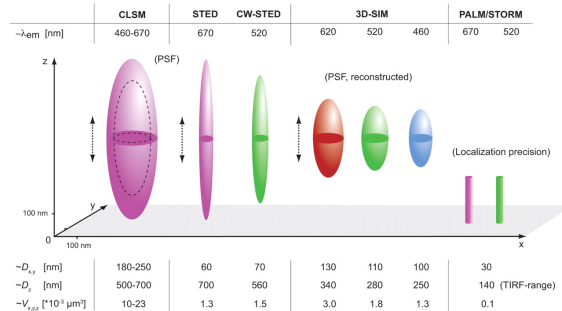 CLSM STED CW-STED 3D-SIM PALM/STORM
~λem [nm] 460-670 670 520 620 520 460 670 520
z
(PSF)
(PSF, reconstructed)
(Localization precision)
y
100 nm
0
100 nm
x
~Dx,y [nm] 180-250 60 70 130 110 100 30
~Dz [nm] 500-700 700 560 340 280 250 140 (TIRF-range)
~Vx,y,z [*10-3 µm3] 10-23 1.3 1.5 3.0 1.8 1.3 0.1